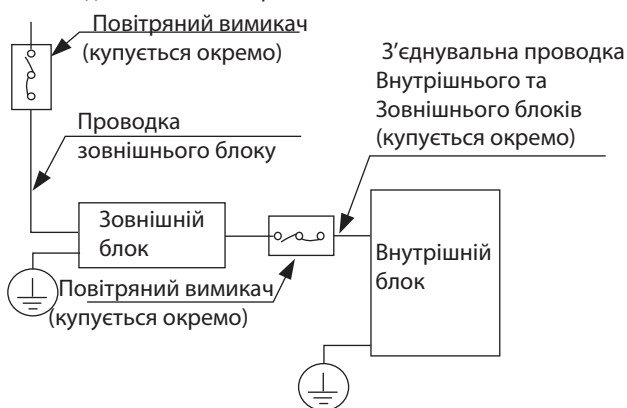 Повітряний вимикач
(купується окремо)
З’єднувальна проводка
Внутрішнього та
Зовнішнього блоків
(купується окремо)
Проводка
зовнішнього блоку
Зовнішній
блок
Внутрішній
блок
Повітряний вимикач
(купується окремо)